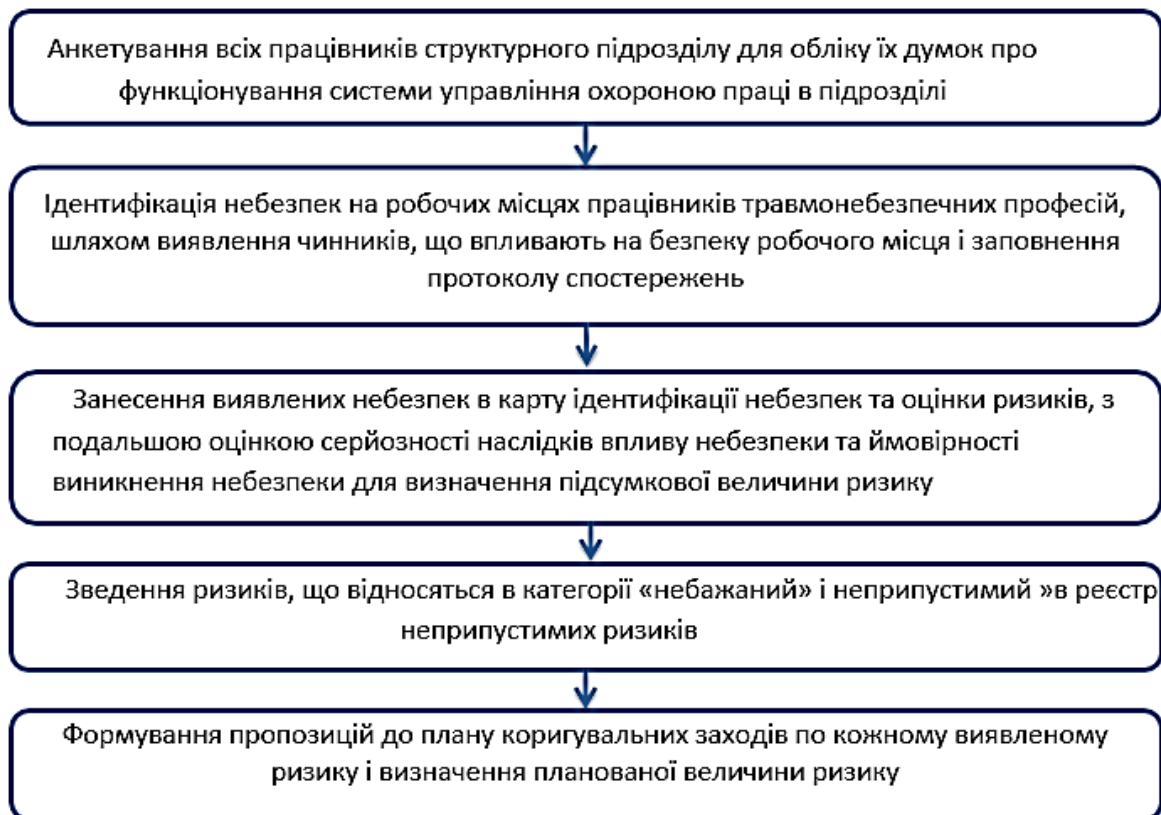 Анкетування всіх працівників структурного підрозділу для обліку їх думок про
функціонування системи управління охороною праці в підрозділі
Ідентифікація небезпек на робочих місцях працівників травмонебезпечних професій,
шляхом виявлення чинників, що впливають на безпеку робочого місця і заповнення
протоколу спостережень
Занесення виявлених небезпек в карту ідентифікації небезпек та оцінки ризиків, з
подальшою оцінкою серйозності наслідків впливу небезпеки та ймовірності
виникнення небезпеки для визначення підсумкової величини ризику
Зведення ризиків, що відносяться в категорії «небажаний» і неприпустимий »в реєстр
неприпустимих ризиків
Формування пропозицій до плану коригувальних заходів по кожному виявленому
ризику і визначення планованої величини ризику